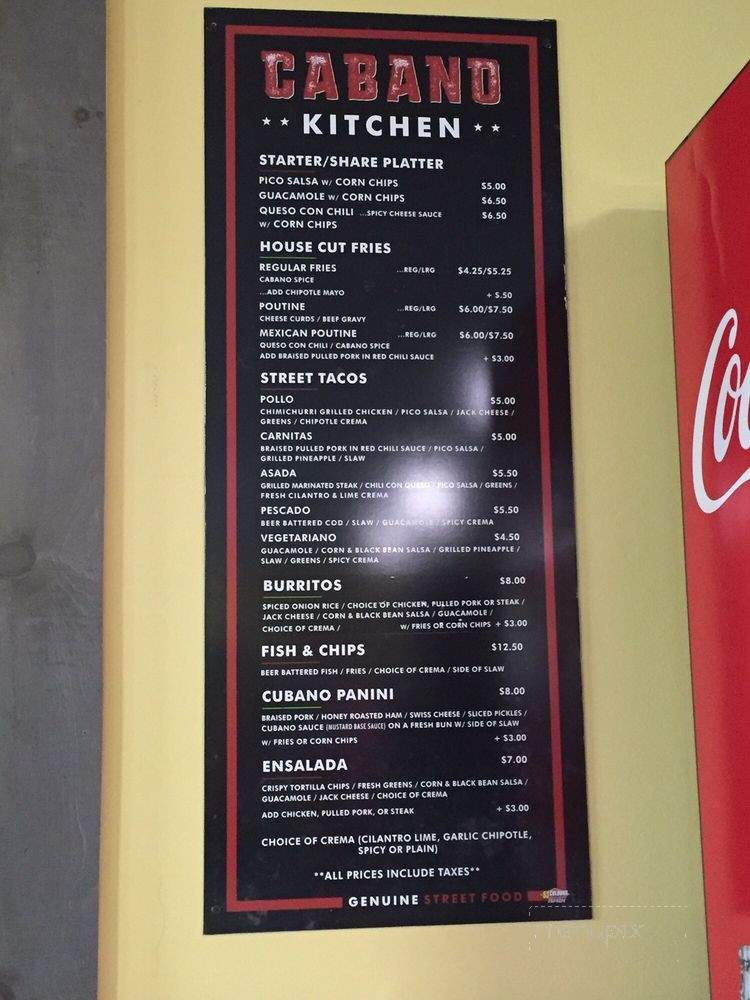 CABANO
KITCHEN
STARTER/SHARE PLATTER
PICO SALSA W/ CORN CHIPS $5.00
GUACAMOLE W/ CORN CHIPS $6.50
QUESO CON CHILI ...SPICY CHEESE SAUCE $6.50
W/ CORN CHIPS
HOUSE CUT FRIES
REGULAR FRIES ...REG/LRG $4.25/$5.25
CABANO SPICE
...ADD CHIPOTLE MAYO + $.50
POUTINE ...REG/LRG $6.00/$7.50
CHEESE CURDS / BEEF GRAVY
MEXICAN POUTINE ...REG/LRG $6.00/$7.50
QUESO CON CHILI / CABANO SPICE
ADD BRAISED PULLED PORK IN RED CHILI SAUCE + $3.00
STREET TACOS
POLLO $5.00
CHIMICHURRI GRILLED CHICKEN / PICO SALSA / JACK CHEESE /
GREENS / CHIPOTLE CREMA
CARNITAS $5.00
BRAISED PULLED PORK IN RED CHILI SAUCE / PICO SALSA /
GRILLED PINEAPPLE / SLAW
ASADA $5.50
GRILLED MARINATED STEAK / CHILI CON QUESO / PICO SALSA / GREENS /
FRESH CILANTRO & LIME CREMA
PESCADO $5.50
BEER BATTERED COD / SLAW / GUACAMOLE / SPICY CREMA
VEGETARIANO $4.50
GUACAMOLE / CORN & BLACK BEAN SALSA / GRILLED PINEAPPLE /
SLAW / GREENS / SPICY CREMA
BURRITOS $8.00
SPICED ONION RICE / CHOICE OF CHICKEN, PULLED PORK OR STEAK /
JACK CHEESE / CORN & BLACK BEAN SALSA / GUACAMOLE /
CHOICE OF CREMA / W/ FRIES OR CORN CHIPS + $3.00
FISH & CHIPS $12.50
BEER BATTERED FISH / FRIES / CHOICE OF CREMA / SIDE OF SLAW
CUBANO PANINI $8.00
BRAISED PORK / HONEY ROASTED HAM / SWISS CHEESE / SLICED PICKLES /
CUBANO SAUCE (MUSTARD BASE SAUCE) ON A FRESH BUN W/ SIDE OF SLAW
W/ FRIES OR CORN CHIPS + $3.00
ENSALADA $7.00
CRISPY TORTILLA CHIPS / FRESH GREENS / CORN & BLACK BEAN SALSA /
GUACAMOLE / JACK CHEESE / CHOICE OF CREMA
ADD CHICKEN, PULLED PORK, OR STEAK + $3.00
CHOICE OF CREMA (CILANTRO LIME, GARLIC CHIPOTLE,
SPICY OR PLAIN)
**ALL PRICES INCLUDE TAXES**
GENUINE STREET FOOD
menupix